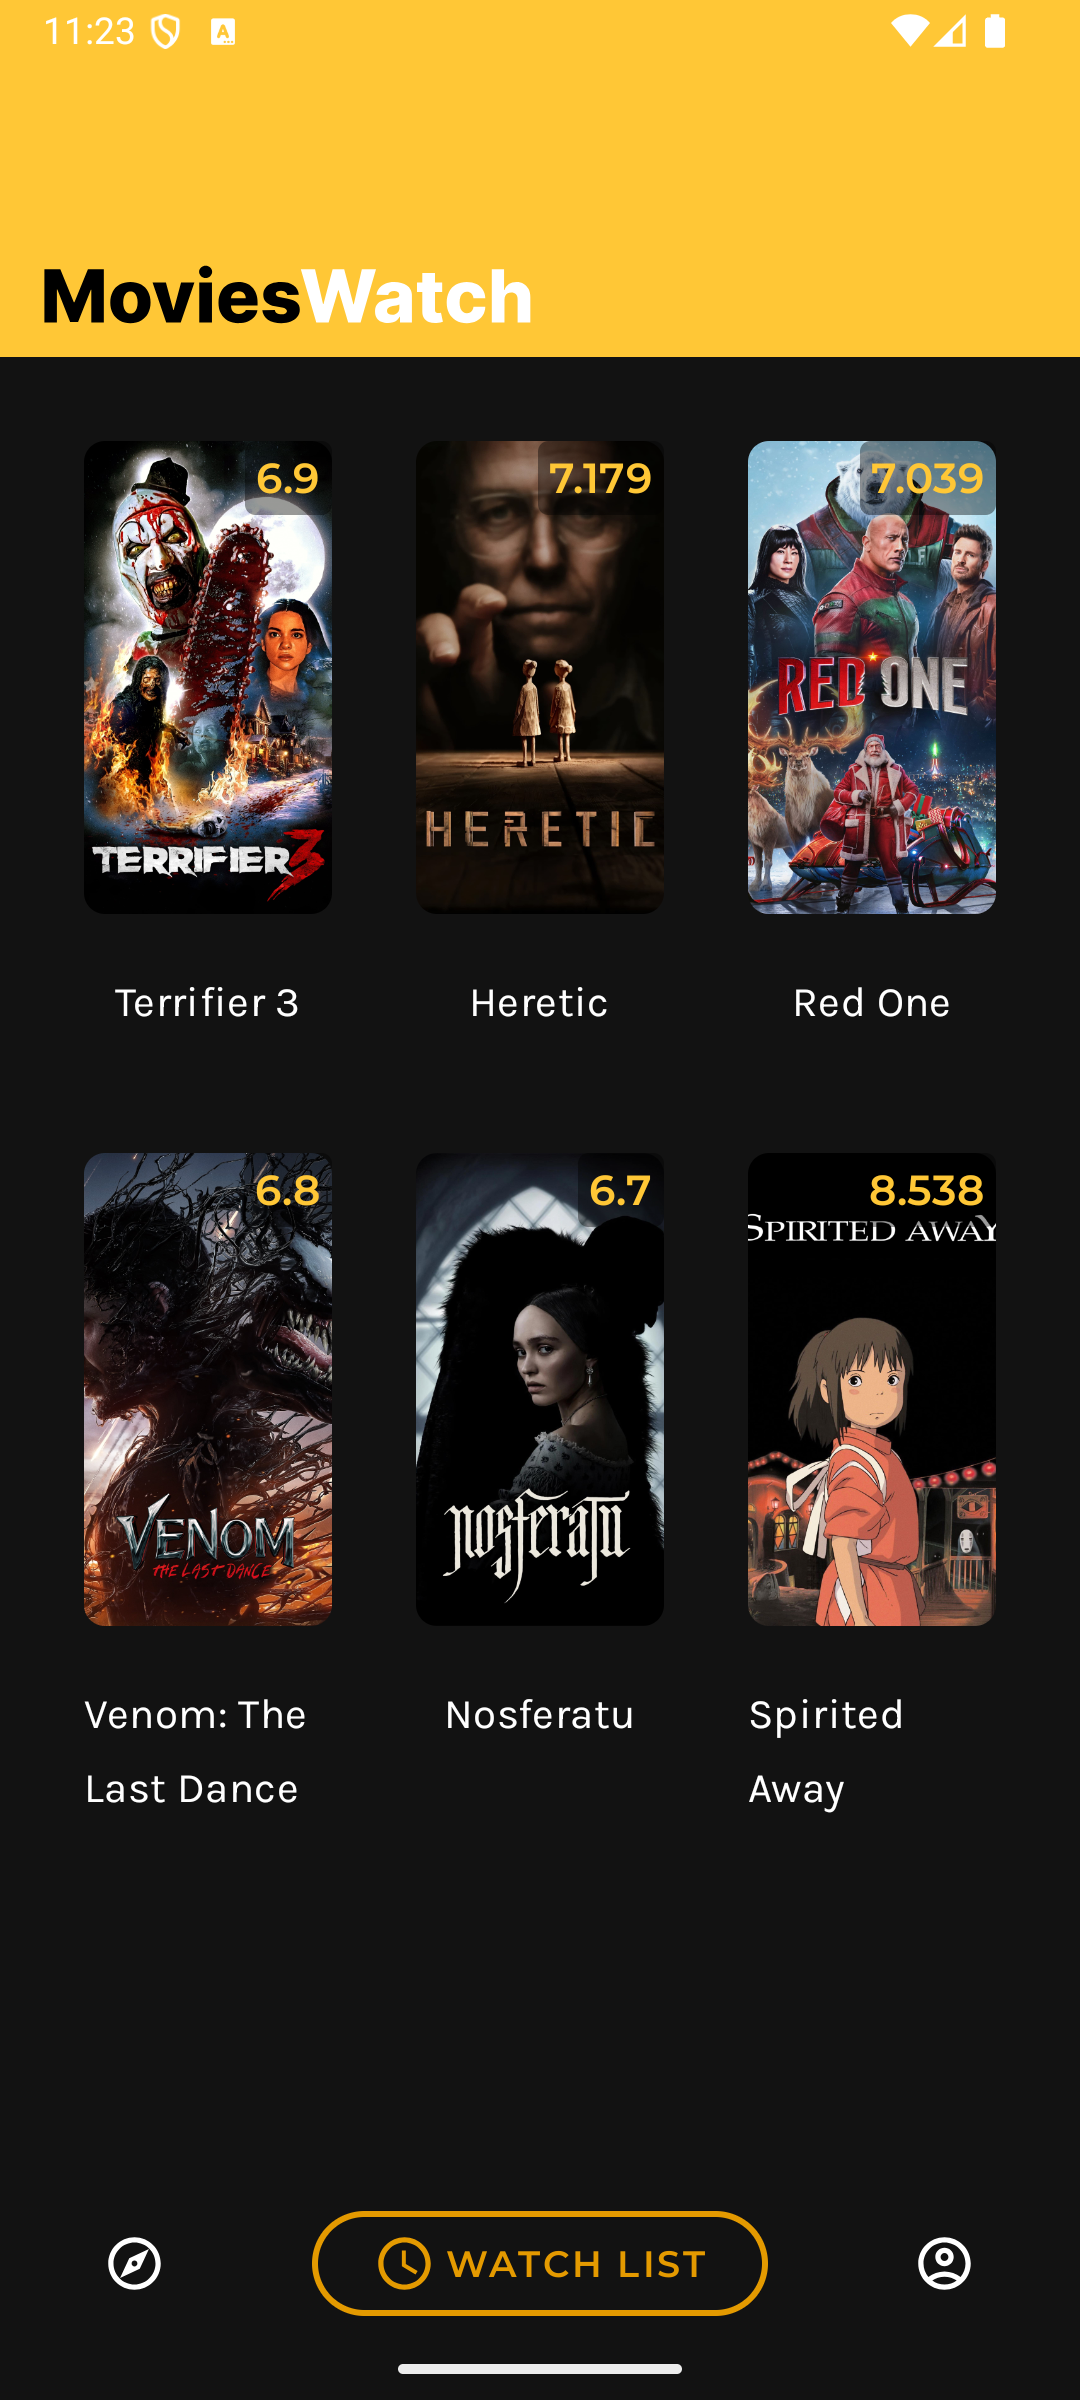 11:23
MoviesWatch
6.9
7.179
7.039
TERRIFIER 3
HERETIC
RED ONE
Terrifier 3
Heretic
Red One
6.8
6.7
8.538
SPIRITED AWAY
VENOM
THE LAST DANCE
nosferatu
Venom: The
Last Dance
Nosferatu
Spirited
Away
WATCH LIST